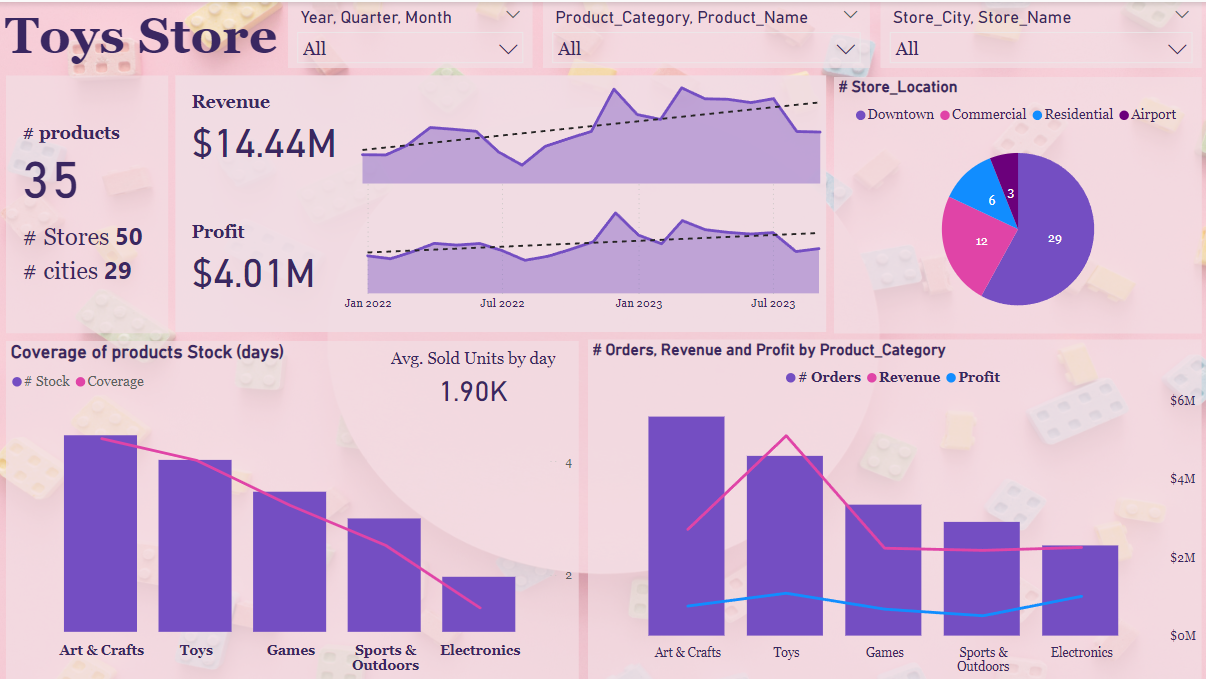 Toys Store
Year, Quarter, Month
All
Product_Category, Product_Name
All
Store_City, Store_Name
All
# products
35
# Stores 50
# cities 29
Revenue
$14.44M
Profit
$4.01M
Jan 2022 Jul 2022 Jan 2023 Jul 2023
# Store_Location
Downtown Commercial Residential Airport
3
6
12
29
Coverage of products Stock (days)
# Stock Coverage
Avg. Sold Units by day
1.90K
4
2
Art & Crafts Toys Games Sports & Outdoors Electronics
# Orders, Revenue and Profit by Product_Category
# Orders Revenue Profit
$6M
$4M
$2M
$0M
Art & Crafts Toys Games Sports & Outdoors Electronics